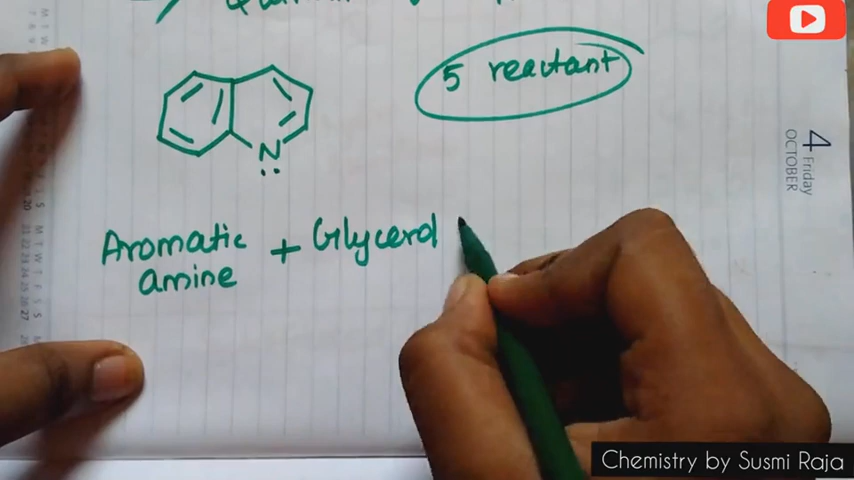 5 reactant
N
Aromatic + Glycerol
amine
4
Friday
OCTOBER
Chemistry by Susmi Raja